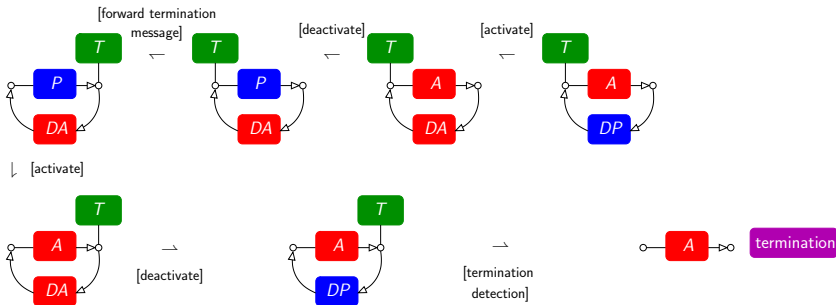 [forward termination
message]
[deactivate]
[activate]
T
T
T
T
P
P
A
A
DA
DA
DA
DP
[activate]
T
T
A
A
A
termination
[deactivate]
[termination
detection]
DA
DP